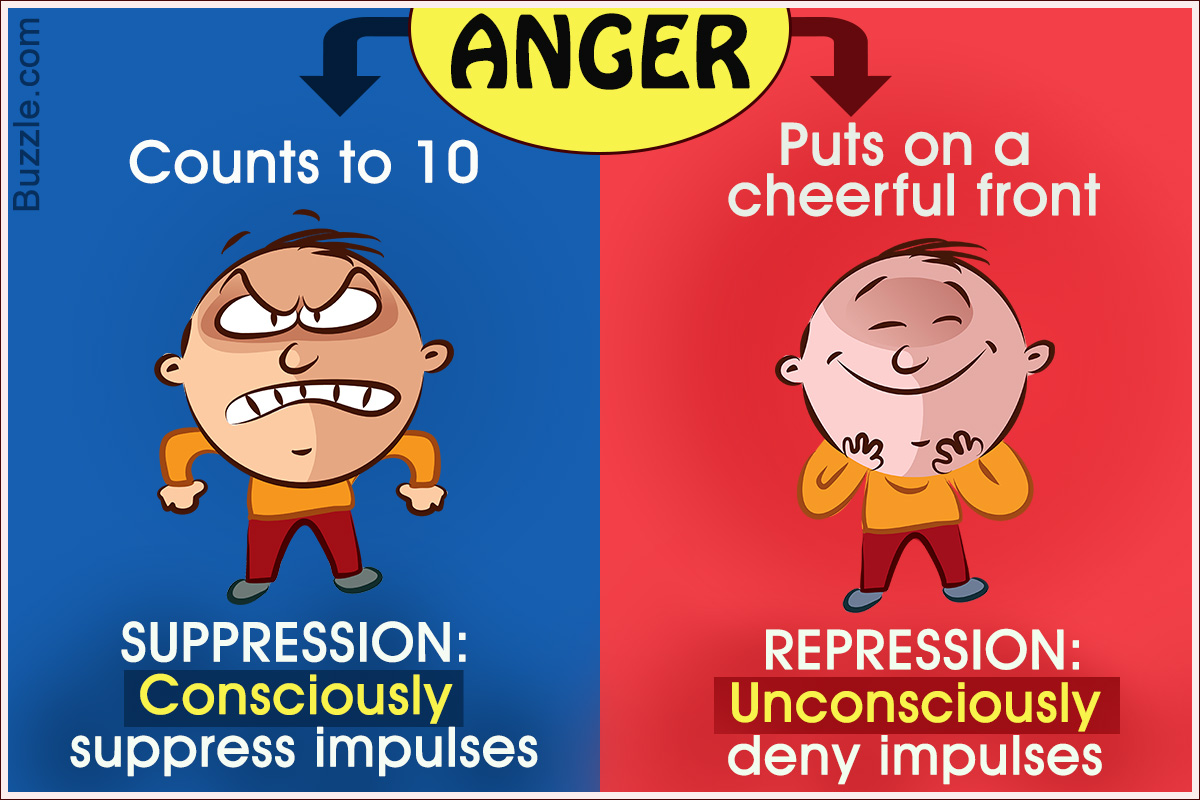 Buzzle.com
ANGER
Counts to 10
SUPPRESSION:
Consciously
suppress impulses
Puts on a
cheerful front
REPRESSION:
Unconsciously
deny impulses